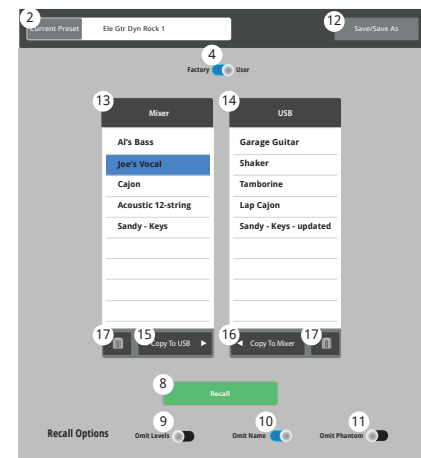 2
Current Preset Ele Gtr Dyn Rock 1
12
Save/Save As
4
Factory User
13 14
Mixer USB
Al's Bass Garage Guitar
Joe's Vocal Shaker
Cajon Tamborine
Acoustic 12-string Lap Cajon
Sandy - Keys Sandy - Keys - updated
17 15 16 17
Copy To USB Copy To Mixer
8
Recall
9 10 11
Recall Options Omit Levels Omit Name Omit Phantom